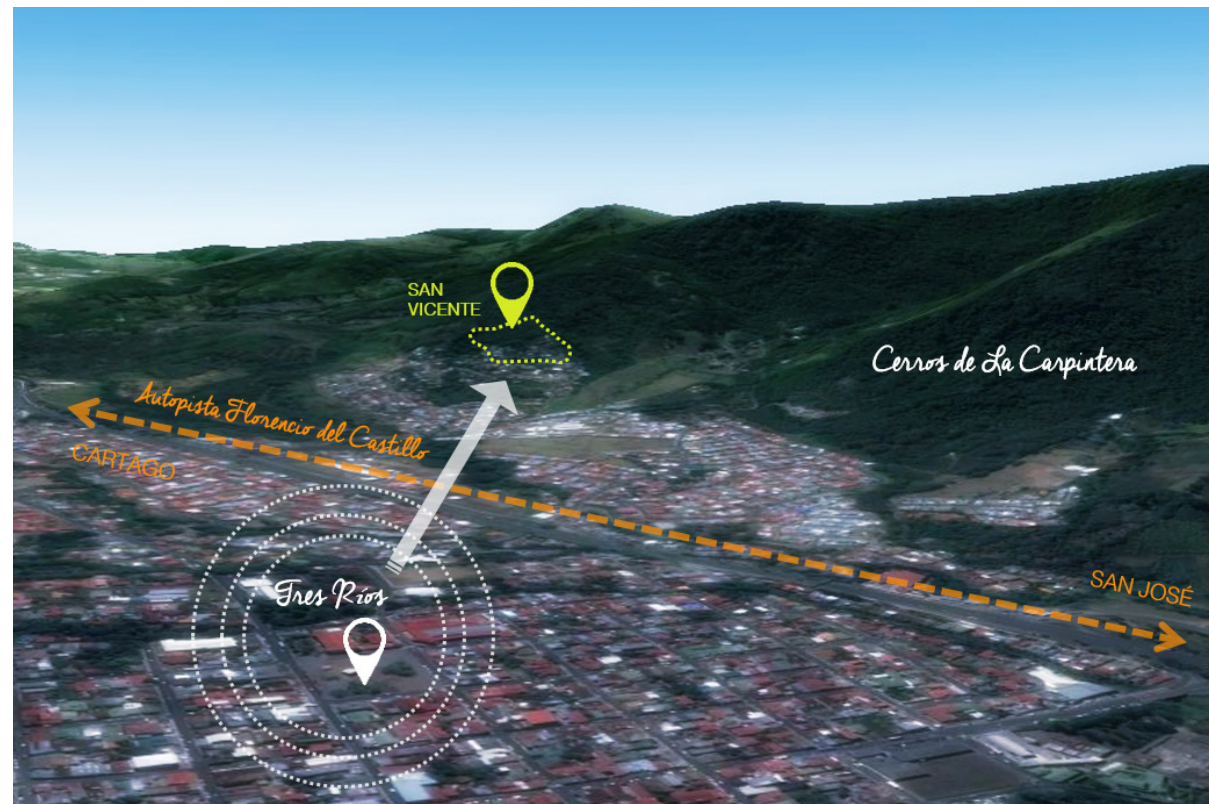 SAN
VICENTE
Cerros de La Carpintera
Autopista Florencio del Castillo
CARTAGO
SAN JOSÉ
Tres Ríos